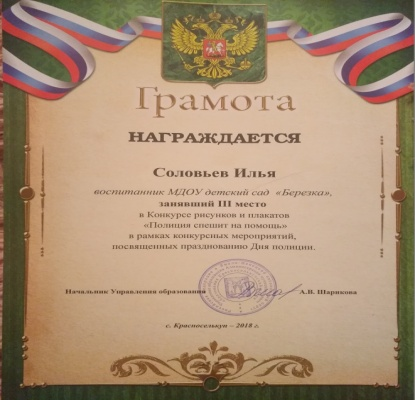 Грамота
НАГРАЖДАЕТСЯ
Соловьев Илья
воспитанник МДОУ детский сад «Березка»,
занявший III место
в Конкурсе рисунков и плакатов
«Полиция спешит на помощь»
в рамках конкурсных мероприятий,
посвященных празднованию Дня полиции.
Начальник Управления образования А.В. Шарикова
с. Красноселькуп – 2018 г.